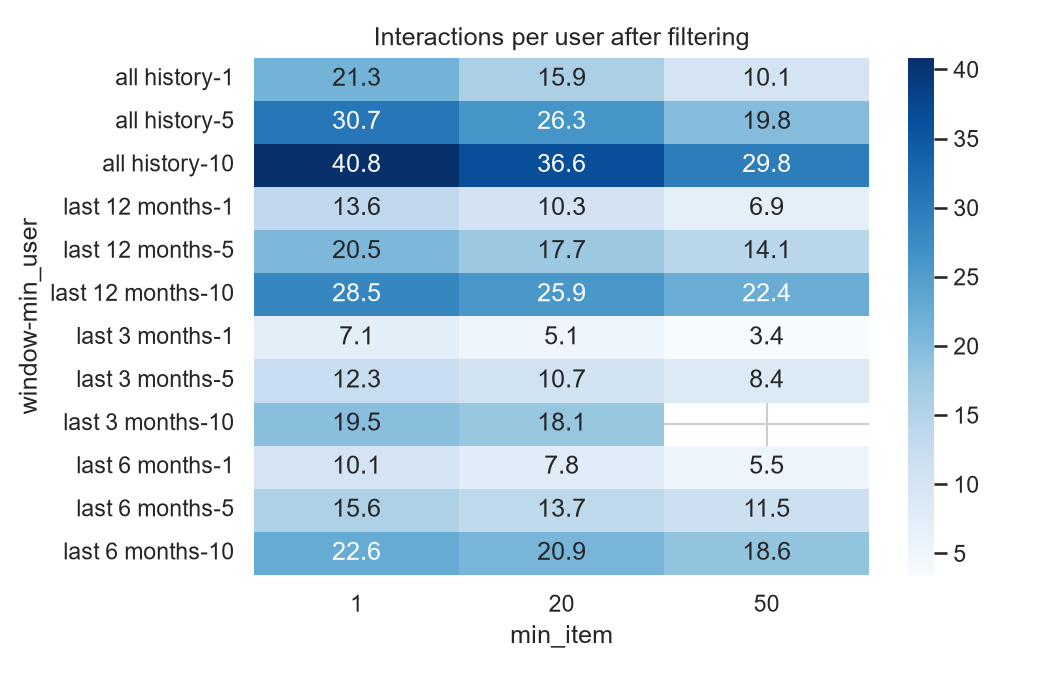 Interactions per user after filtering
window-min_user
all history-1 21.3 15.9 10.1
all history-5 30.7 26.3 19.8
all history-10 40.8 36.6 29.8
last 12 months-1 13.6 10.3 6.9
last 12 months-5 20.5 17.7 14.1
last 12 months-10 28.5 25.9 22.4
last 3 months-1 7.1 5.1 3.4
last 3 months-5 12.3 10.7 8.4
last 3 months-10 19.5 18.1
last 6 months-1 10.1 7.8 5.5
last 6 months-5 15.6 13.7 11.5
last 6 months-10 22.6 20.9 18.6
1 20 50
min_item
40
35
30
25
20
15
10
5